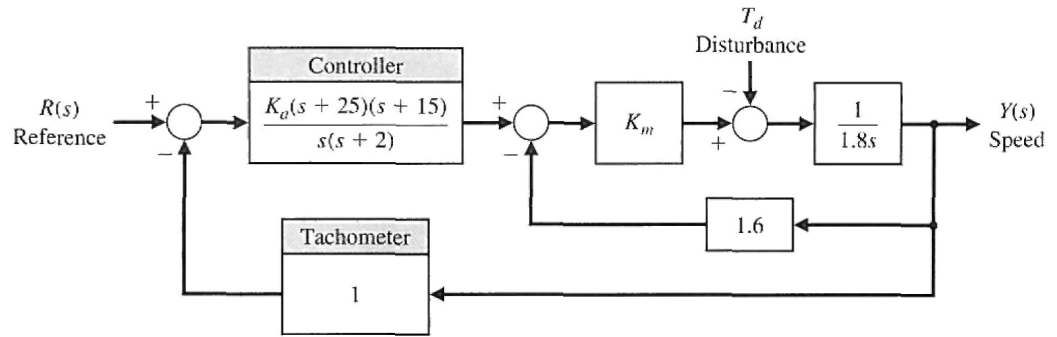 T_d
Disturbance
Controller
R(s)
Reference
+
−
K_a(s + 25)(s + 15)
s(s + 2)
+
−
K_m
−
+
1
1.8s
Y(s)
Speed
1.6
Tachometer
1